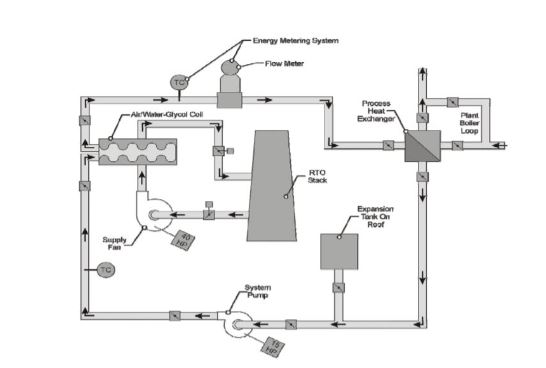 Energy Metering System
TC
Flow Meter
Air/Water-Glycol Coil
Process
Heat
Exchanger
Plant
Boiler
Loop
RTO
Stack
Expansion
Tank On
Roof
Supply
Fan
40
HP
TC
System
Pump
15
HP